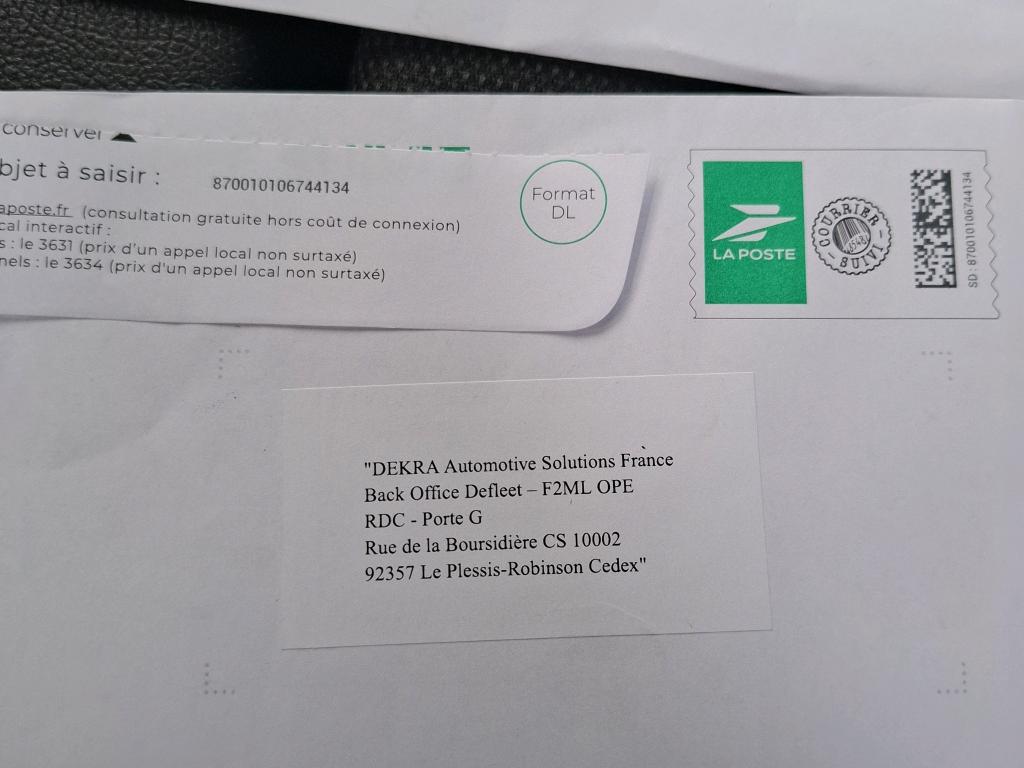 conserver
bjet à saisir : 870010106744134
aposte.fr (consultation gratuite hors coût de connexion)
cal interactif :
s : le 3631 (prix d'un appel local non surtaxé)
nels : le 3634 (prix d'un appel local non surtaxé)
Format
DL
LA POSTE
COURRIER
SUIVI
SD : 870010106744134
"DEKRA Automotive Solutions France
Back Office Defleet – F2ML OPE
RDC - Porte G
Rue de la Boursidière CS 10002
92357 Le Plessis-Robinson Cedex"